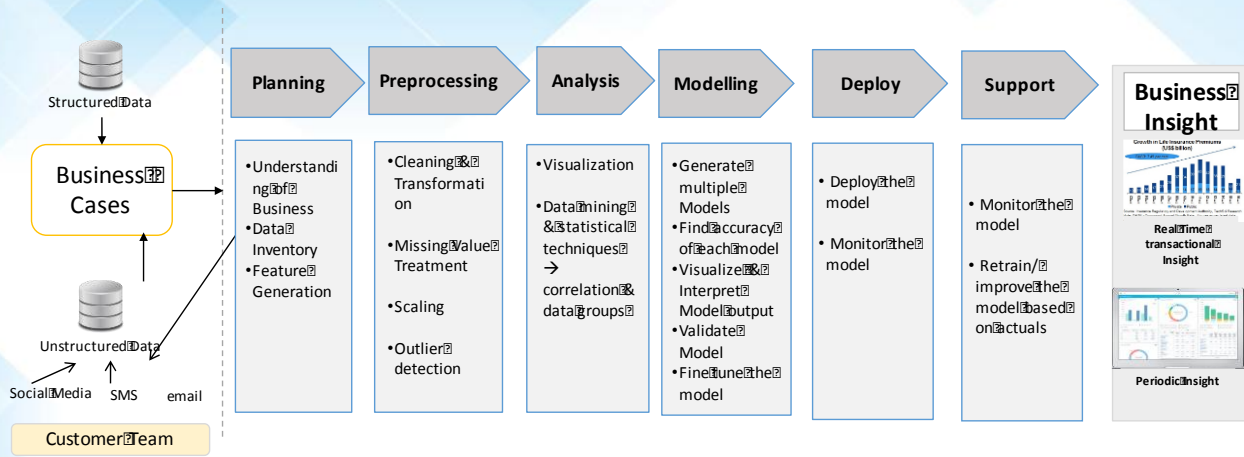 Structured Data
Business
Cases
Unstructured Data
Social Media
SMS
email
Customer Team
Planning
•Understandi
ng of
Business
•Data
Inventory
•Feature
Generation
Preprocessing
•Cleaning &
Transformati
on
•Missing Value
Treatment
•Scaling
•Outlier
detection
Analysis
•Visualization
•Data mining
& statistical
techniques
→
correlation &
data groups
Modelling
•Generate
multiple
Models
•Find accuracy
of each model
•Visualize &
Interpret
Model output
•Validate
Model
•Fine tune the
model
Deploy
• Deploy the
model
• Monitor the
model
Support
• Monitor the
model
• Retrain/
improve the
model based
on actuals
Business
Insight
Growth in Life Insurance Premiums
(US$ billion)
Real Time
transactional
Insight
Periodic Insight